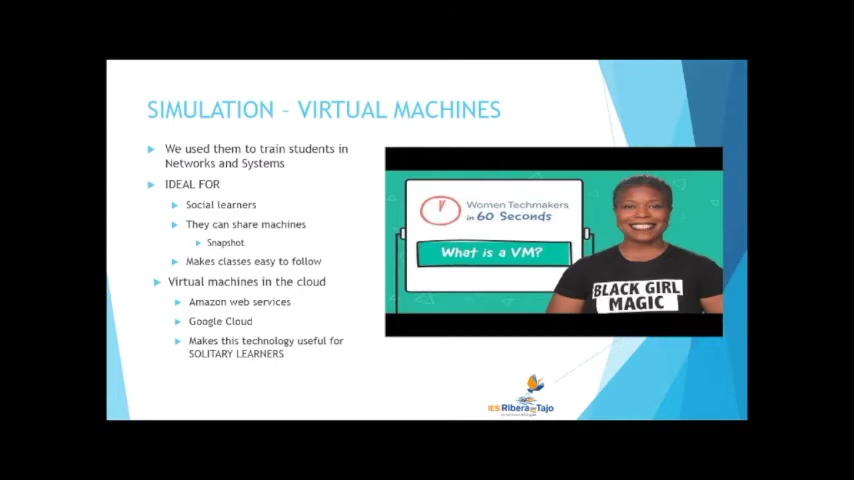 SIMULATION – VIRTUAL MACHINES
We used them to train students in
Networks and Systems
IDEAL FOR
Social learners
They can share machines
Snapshot
Makes classes easy to follow
Virtual machines in the cloud
Amazon web services
Google Cloud
Makes this technology useful for
SOLITARY LEARNERS
Women Techmakers
in 60 Seconds
What is a VM?
BLACK GIRL
MAGIC
IES Ribera del Tajo